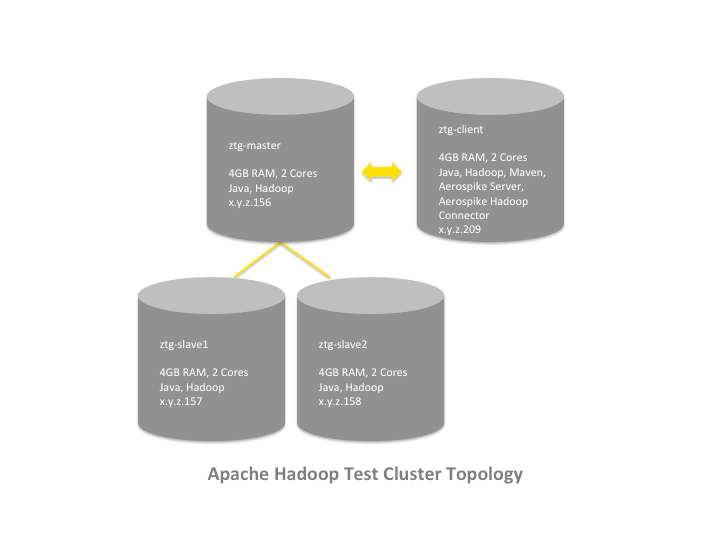 ztg-master
4GB RAM, 2 Cores
Java, Hadoop
x.y.z.156
ztg-client
4GB RAM, 2 Cores
Java, Hadoop, Maven,
Aerospike Server,
Aerospike Hadoop
Connector
x.y.z.209
ztg-slave1
4GB RAM, 2 Cores
Java, Hadoop
x.y.z.157
ztg-slave2
4GB RAM, 2 Cores
Java, Hadoop
x.y.z.158
Apache Hadoop Test Cluster Topology